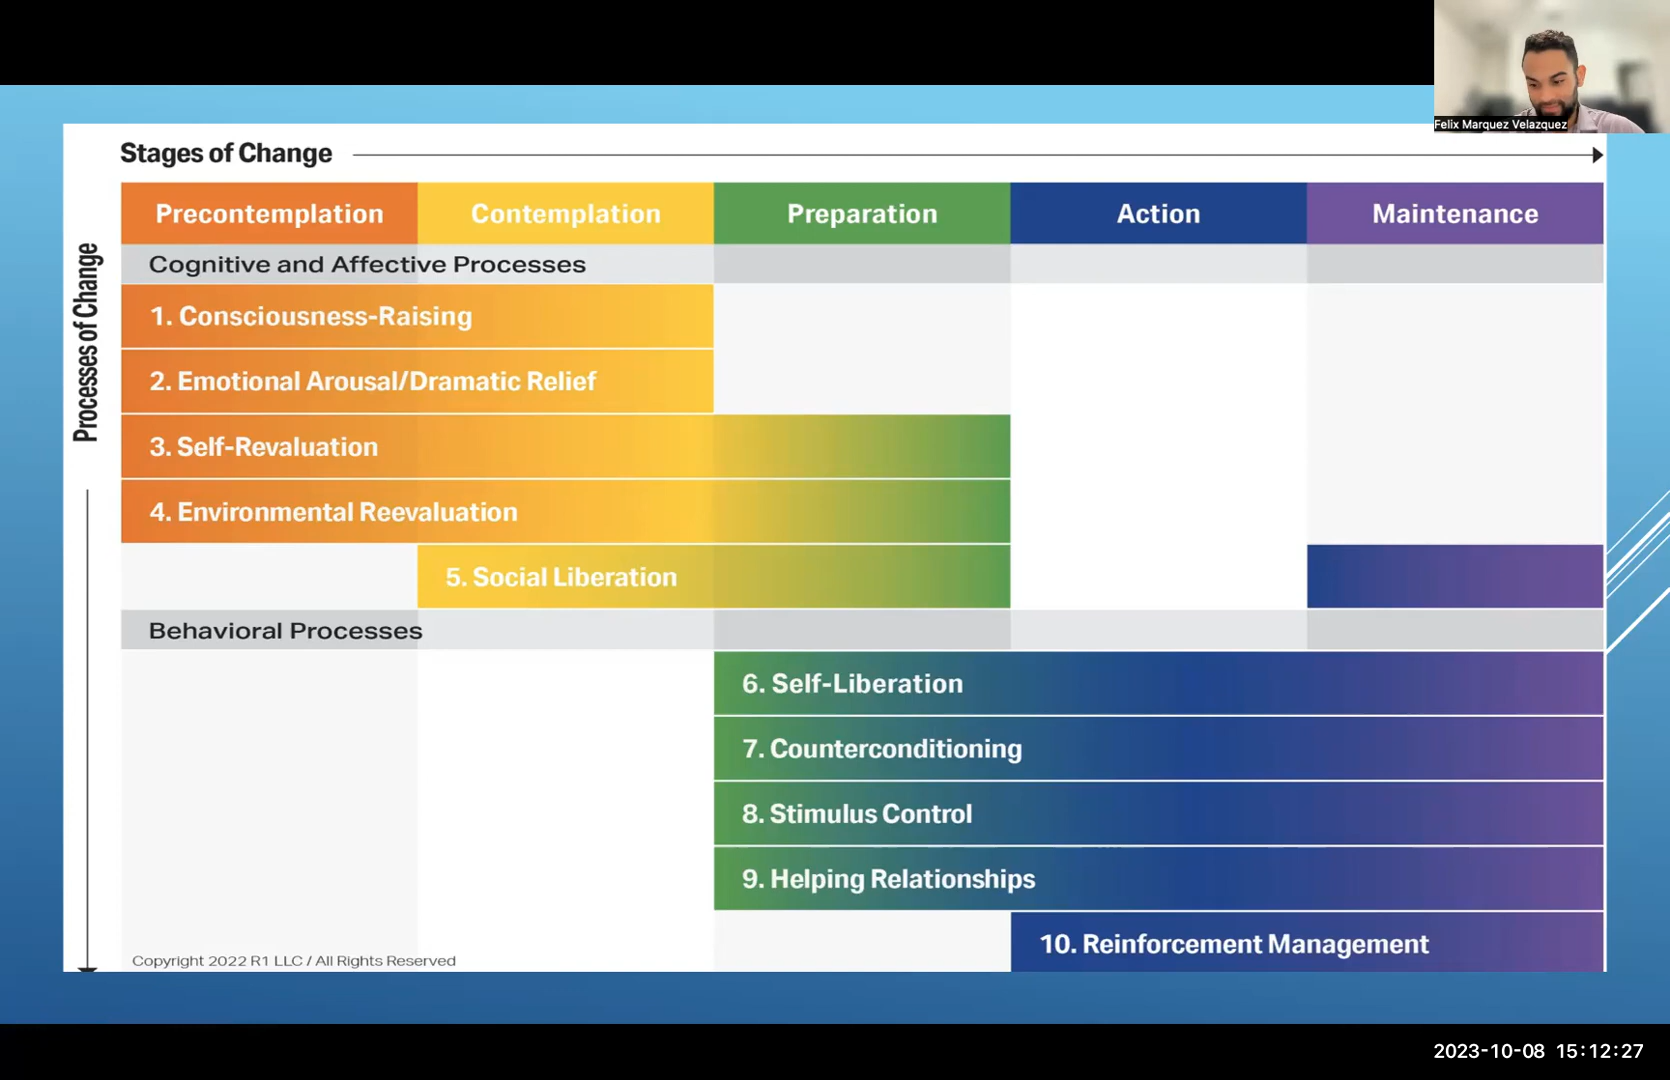 Felix Marquez Velazquez
Stages of Change
Processes of Change
Precontemplation Contemplation Preparation Action Maintenance
Cognitive and Affective Processes
1. Consciousness-Raising
2. Emotional Arousal/Dramatic Relief
3. Self-Revaluation
4. Environmental Reevaluation
5. Social Liberation
Behavioral Processes
6. Self-Liberation
7. Counterconditioning
8. Stimulus Control
9. Helping Relationships
10. Reinforcement Management
Copyright 2022 R1 LLC / All Rights Reserved
2023-10-08 15:12:27